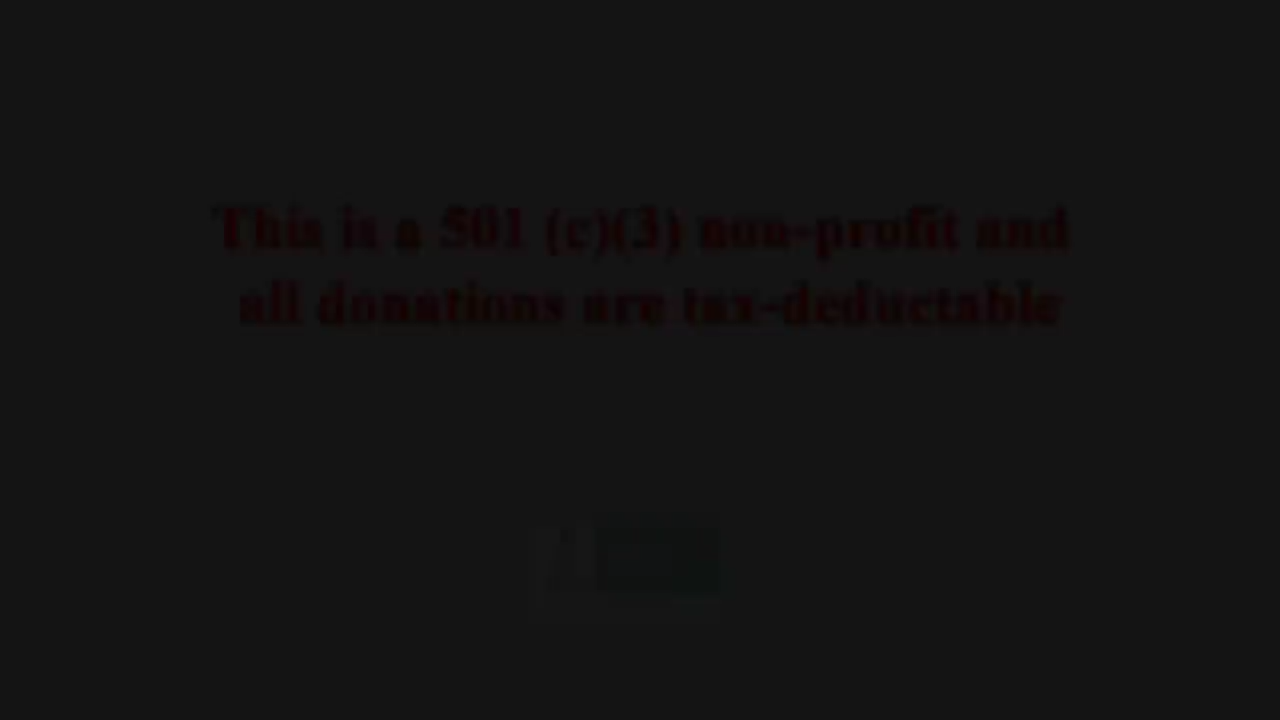 This is a 501 (c)(3) non-profit and
all donations are tax-deductable